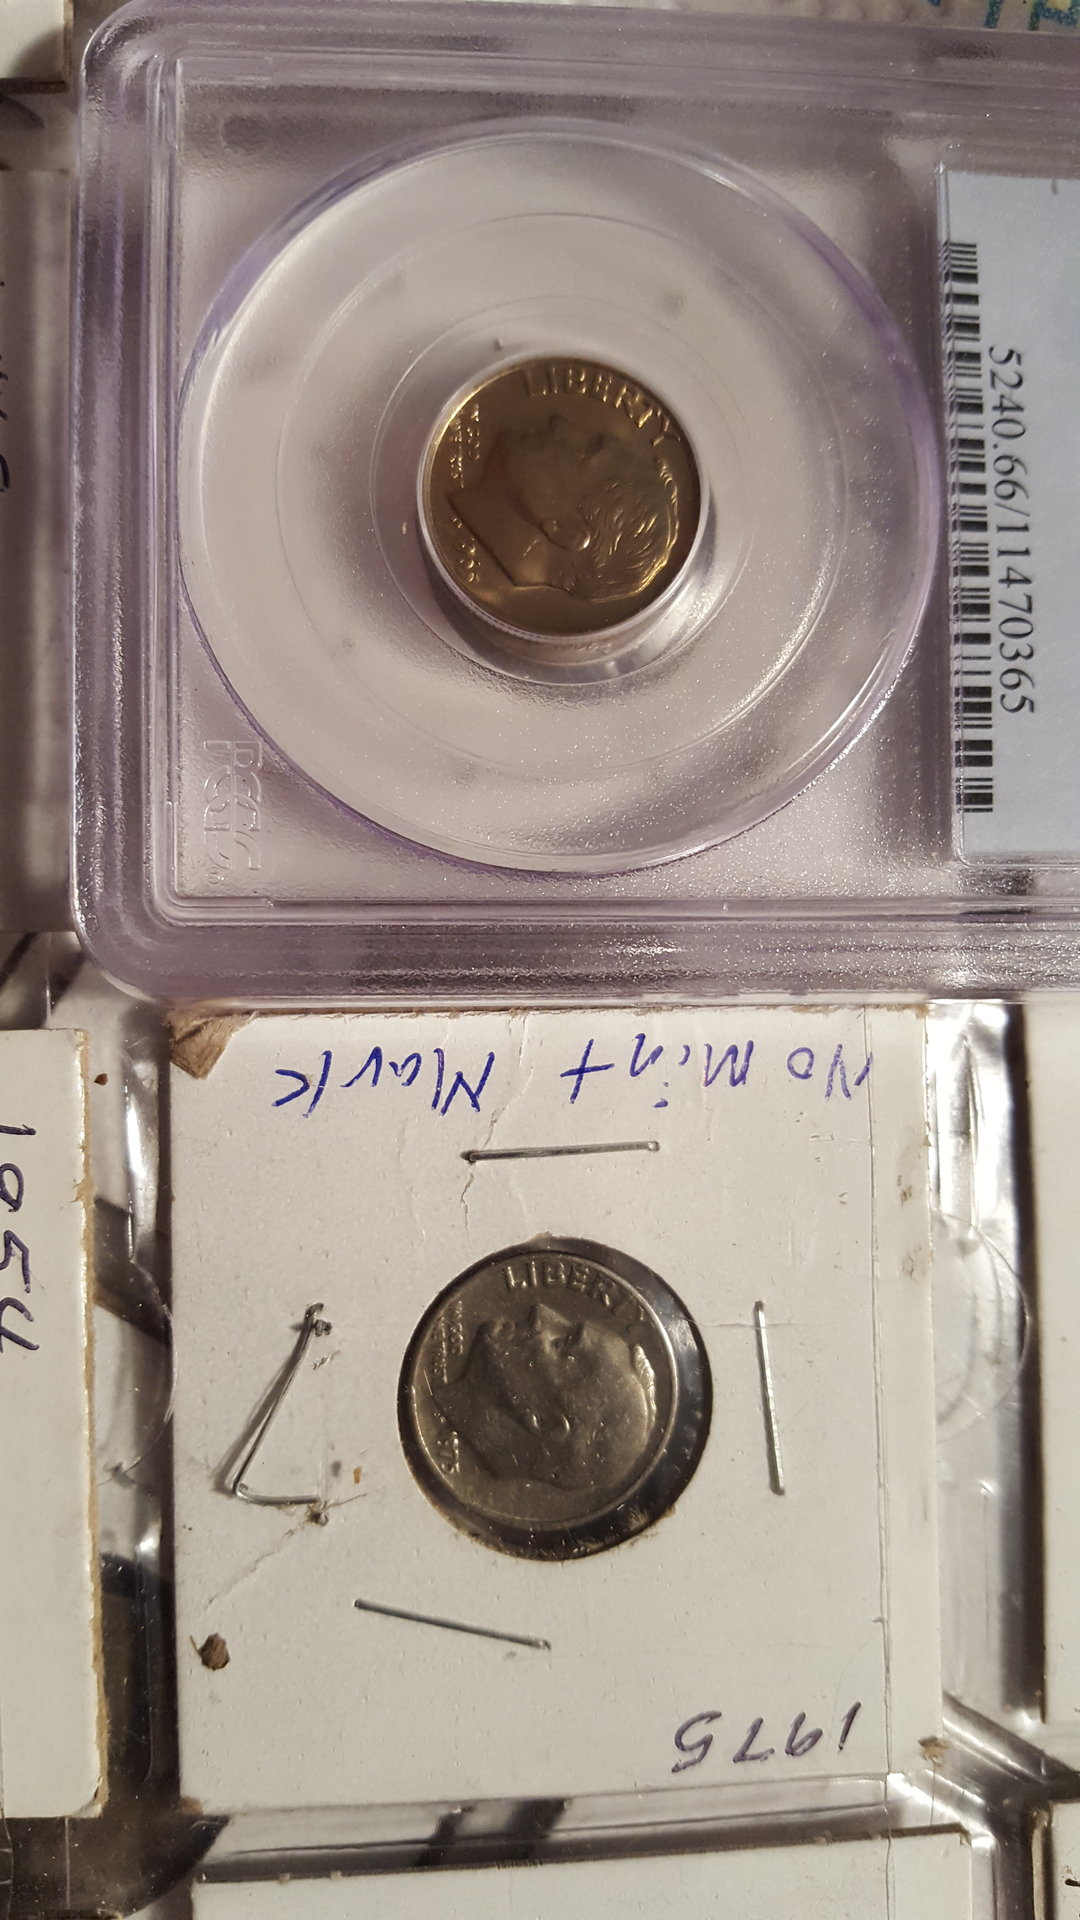 LIBERTY
5240.66/11470365
PCGS
No Mint Mark
LIBERTY
1975
1975
1954